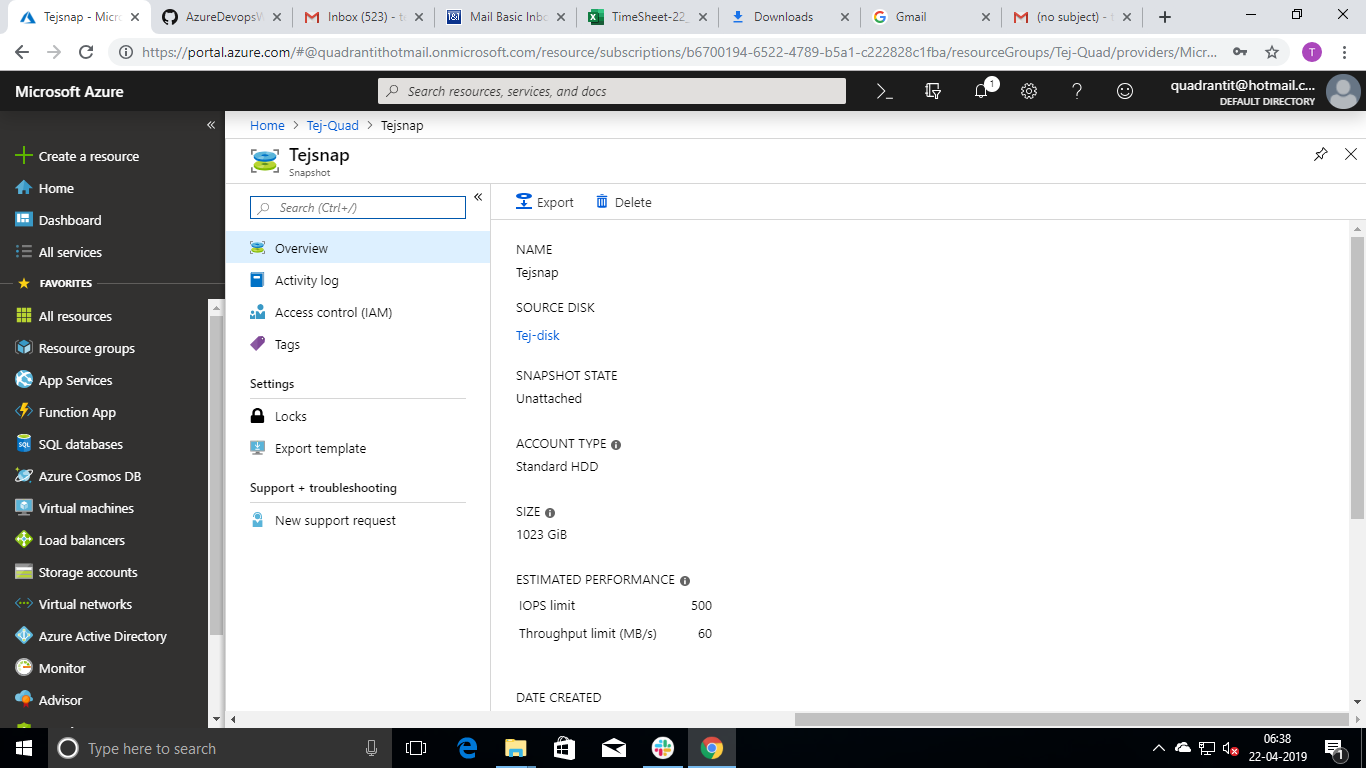 Tejsnap - Micro
AzureDevopsW
Inbox (523) - te
Mail Basic Inbo
TimeSheet-22_
Downloads
Gmail
(no subject) - t
https://portal.azure.com/#@quadrantithotmail.onmicrosoft.com/resource/subscriptions/b6700194-6522-4789-b5a1-c222828c1fba/resourceGroups/Tej-Quad/providers/Micr...
T
Microsoft Azure
Search resources, services, and docs
1
quadrantit@hotmail.c...
DEFAULT DIRECTORY
Create a resource
Home
Dashboard
All services
FAVORITES
All resources
Resource groups
App Services
Function App
SQL databases
Azure Cosmos DB
Virtual machines
Load balancers
Storage accounts
Virtual networks
Azure Active Directory
Monitor
Advisor
Home > Tej-Quad > Tejsnap
Tejsnap
Snapshot
Search (Ctrl+/)
Overview
Activity log
Access control (IAM)
Tags
Settings
Locks
Export template
Support + troubleshooting
New support request
Export
Delete
NAME
Tejsnap
SOURCE DISK
Tej-disk
SNAPSHOT STATE
Unattached
ACCOUNT TYPE
Standard HDD
SIZE
1023 GiB
ESTIMATED PERFORMANCE
IOPS limit 500
Throughput limit (MB/s) 60
DATE CREATED
Type here to search
06:38
22-04-2019
1